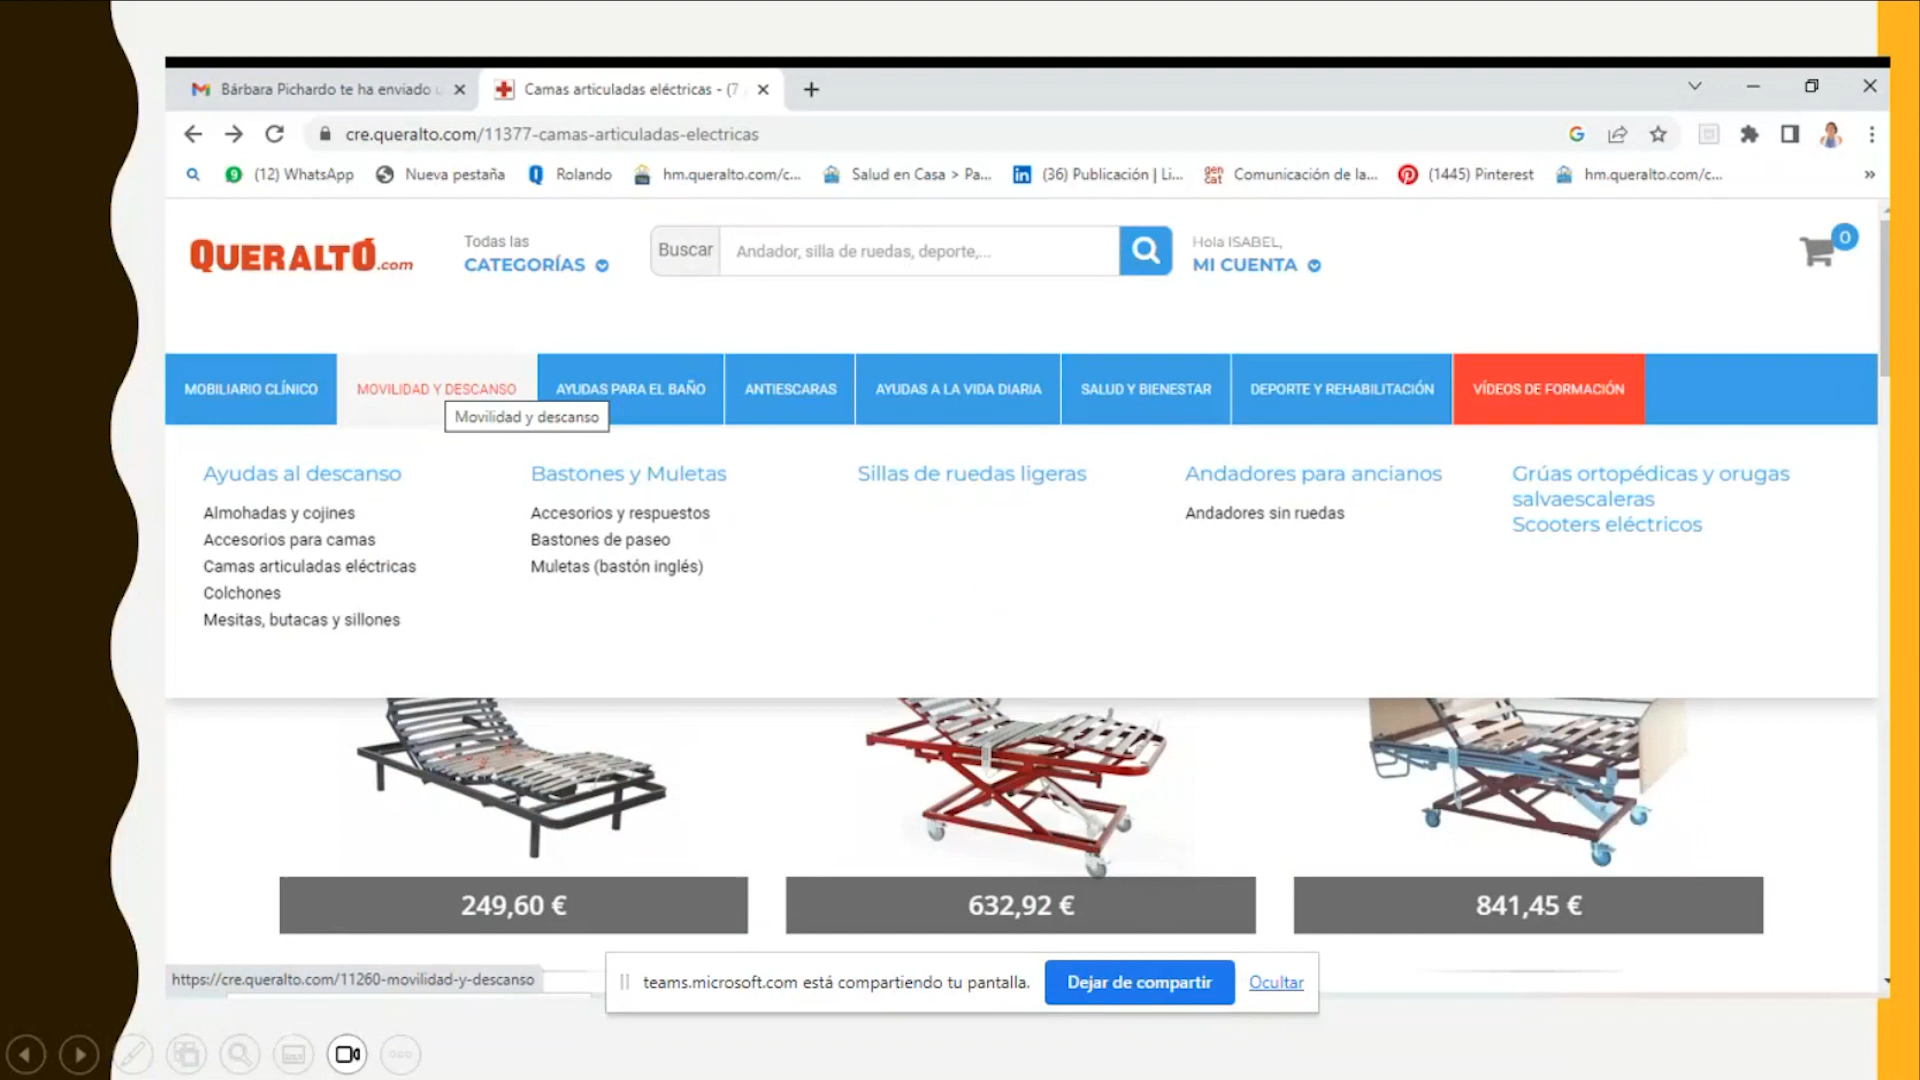 Bárbara Pichardo te ha enviado
Camas articuladas eléctricas - (7
cre.queralto.com/11377-camas-articuladas-electricas
(12) WhatsApp
Nueva pestaña
Rolando
hm.queralto.com/c...
Salud en Casa > Pa...
(36) Publicación | Li...
gen cat
Comunicación de la...
(1445) Pinterest
hm.queralto.com/c...
QUERALTÓ.com
Todas las
CATEGORÍAS
Buscar
Andador, silla de ruedas, deporte,...
Hola ISABEL,
MI CUENTA
0
MOBILIARIO CLÍNICO
MOVILIDAD Y DESCANSO
AYUDAS PARA EL BAÑO
ANTIESCARAS
AYUDAS A LA VIDA DIARIA
SALUD Y BIENESTAR
DEPORTE Y REHABILITACIÓN
VÍDEOS DE FORMACIÓN
Movilidad y descanso
Ayudas al descanso
Almohadas y cojines
Accesorios para camas
Camas articuladas eléctricas
Colchones
Mesitas, butacas y sillones
Bastones y Muletas
Accesorios y respuestos
Bastones de paseo
Muletas (bastón inglés)
Sillas de ruedas ligeras
Andadores para ancianos
Andadores sin ruedas
Grúas ortopédicas y orugas
salvaescaleras
Scooters eléctricos
249,60 €
632,92 €
841,45 €
https://cre.queralto.com/11260-movilidad-y-descanso
teams.microsoft.com está compartiendo tu pantalla.
Dejar de compartir
Ocultar